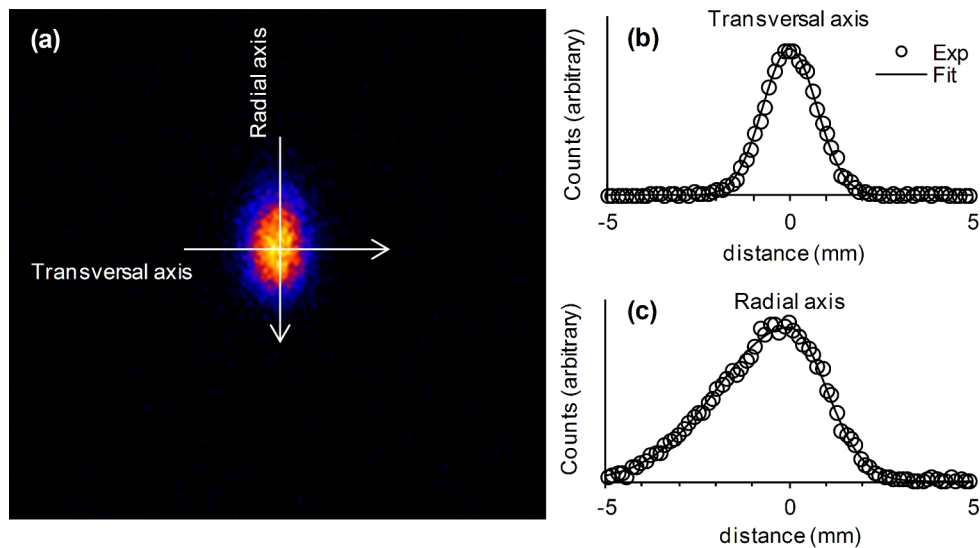 (a)
Radial axis
Transversal axis
(b)
Transversal axis
Exp
Fit
Counts (arbitrary)
-5
0
5
distance (mm)
(c)
Radial axis
Counts (arbitrary)
-5
0
5
distance (mm)